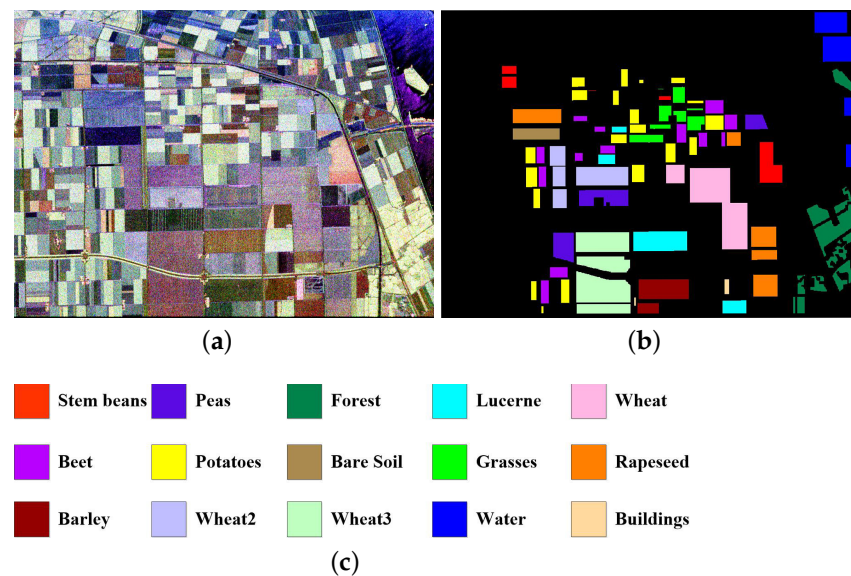 (a) (b)
Stem beans Peas Forest Lucerne Wheat
Beet Potatoes Bare Soil Grasses Rapeseed
Barley Wheat2 Wheat3 Water Buildings
(c)